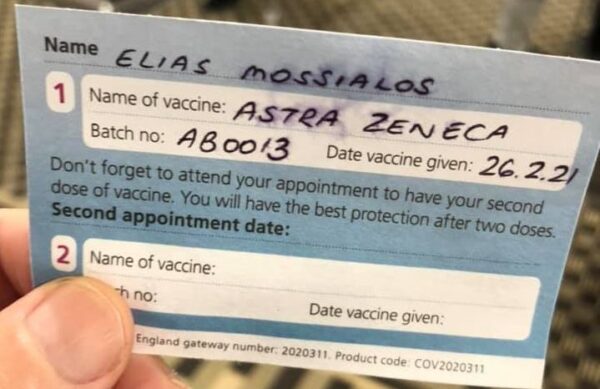 Name ELIAS MOSSIALOS
1 Name of vaccine: ASTRA ZENECA
Batch no: AB0013 Date vaccine given: 26.2.21
Don't forget to attend your appointment to have your second
dose of vaccine. You will have the best protection after two doses.
Second appointment date:
2 Name of vaccine:
h no: Date vaccine given:
England gateway number: 2020311. Product code: COV2020311